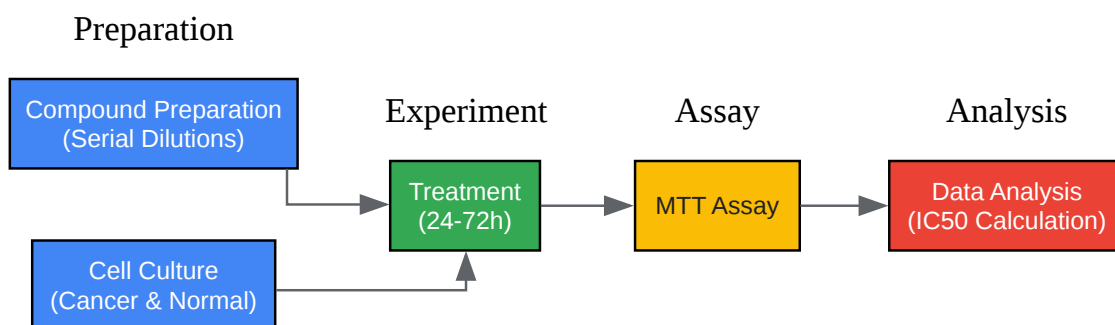 Preparation
Compound Preparation
(Serial Dilutions)
Experiment
Assay
Analysis
Treatment
(24-72h)
MTT Assay
Data Analysis
(IC50 Calculation)
Cell Culture
(Cancer & Normal)